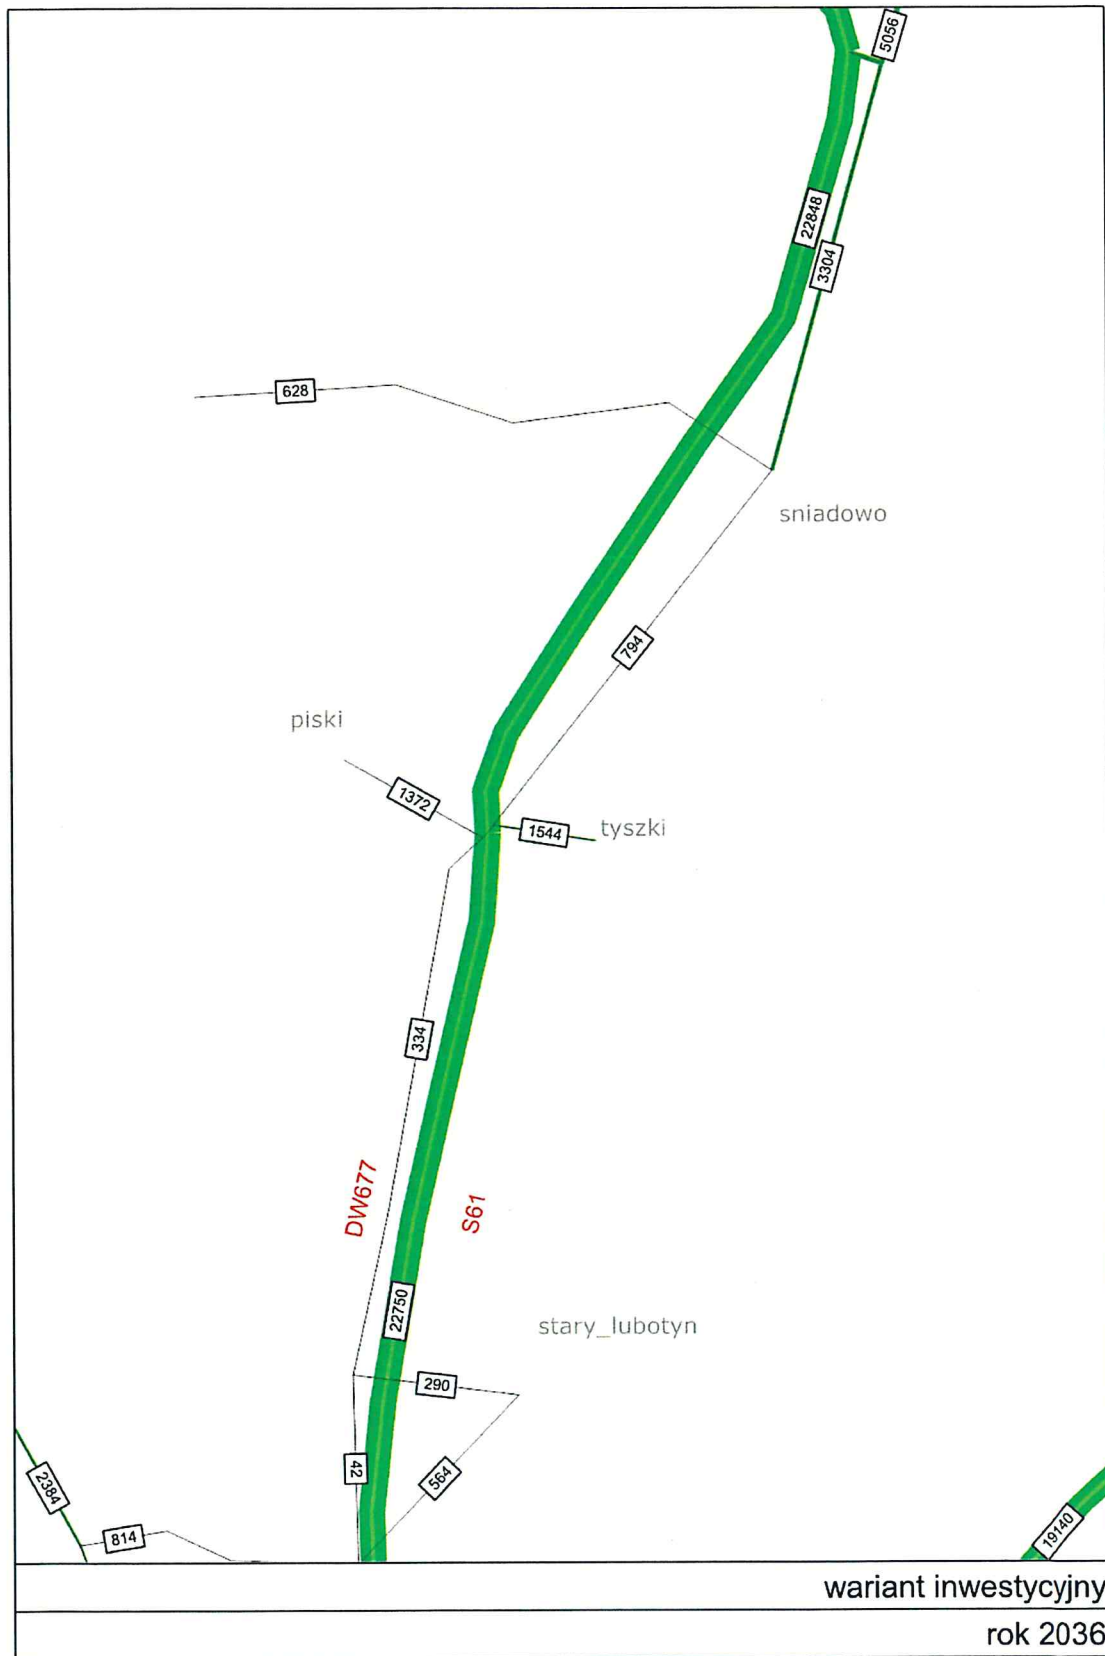 5056
22848
3304
628
sniadowo
794
piski
1372
1544
tyszki
334
DW677
S61
22750
stary_lubotyn
290
42
564
2384
814
19140
wariant inwestycyjny
rok 2036